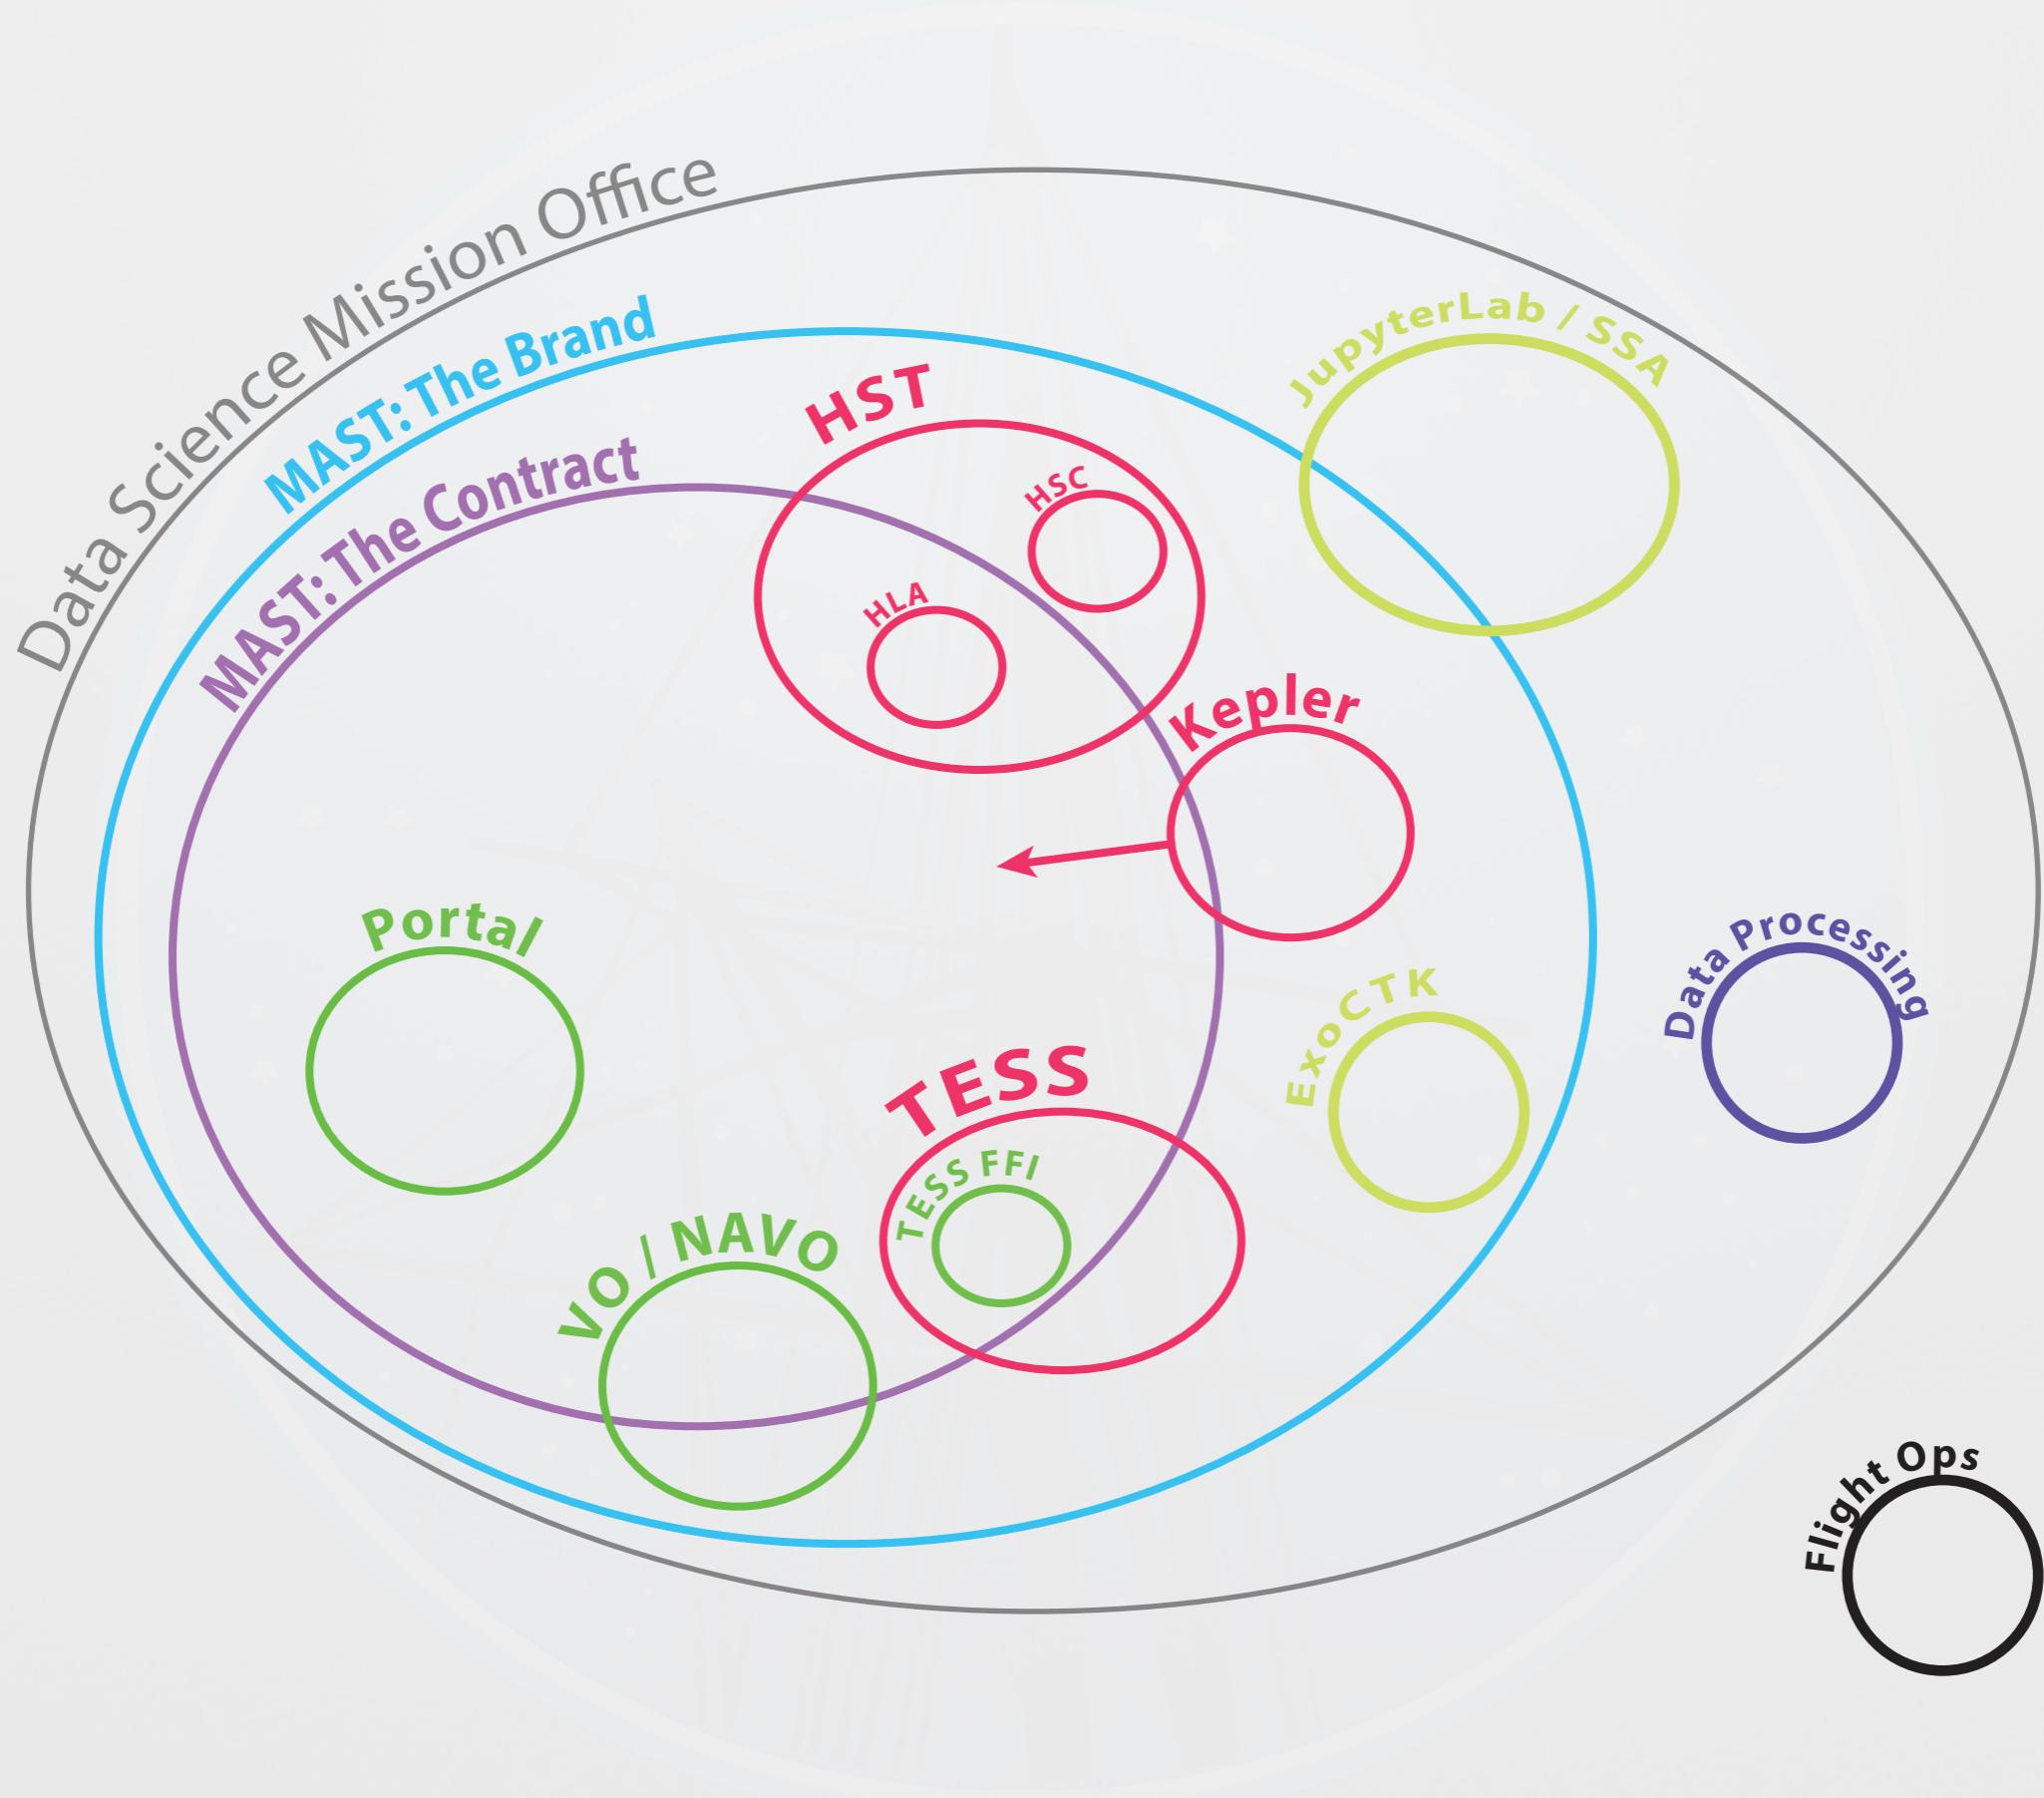 Data Science Mission Office
MAST: The Brand
MAST: The Contract
HST
HSC
HLA
JupyterLab / SSA
Kepler
Portal
Data Processing
ExoCTK
TESS
TESS FFI
VO / NAVO
Flight Ops